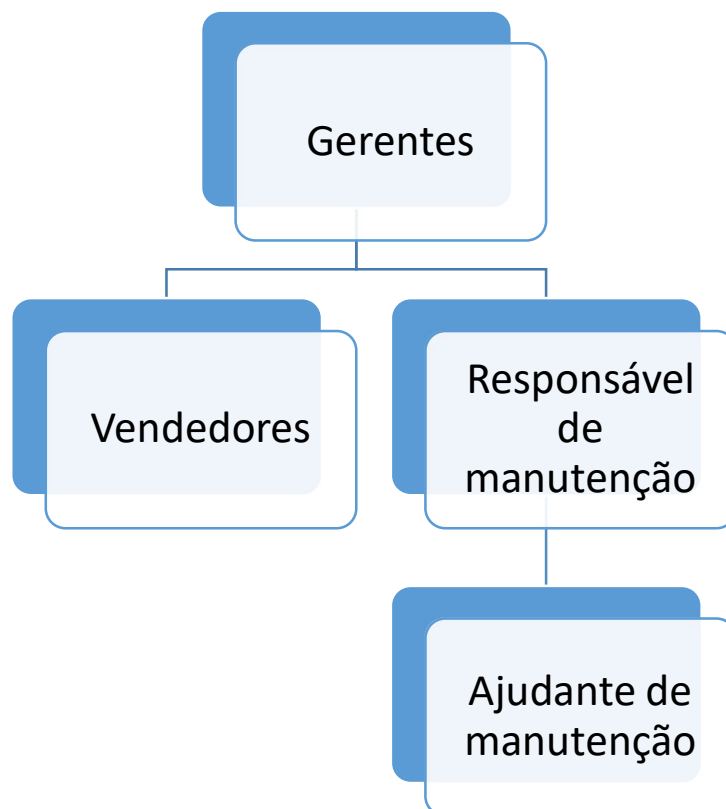 Gerentes
Vendedores
Responsável
de
manutenção
Ajudante de
manutenção